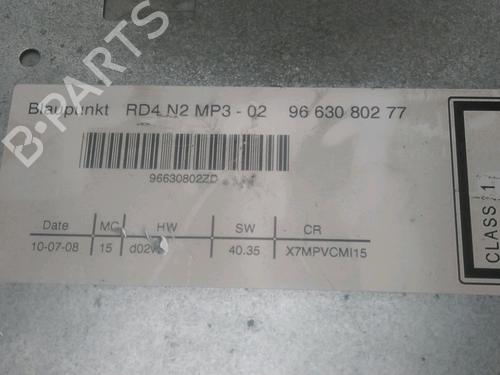 B-PARTS
Blaupunkt RD4 N2 MP3 - 02 96 630 802 77
96630802ZD
Date MC HW SW CR
10-07-08 15 40.35 X7MPVCMI15
CLASS 1